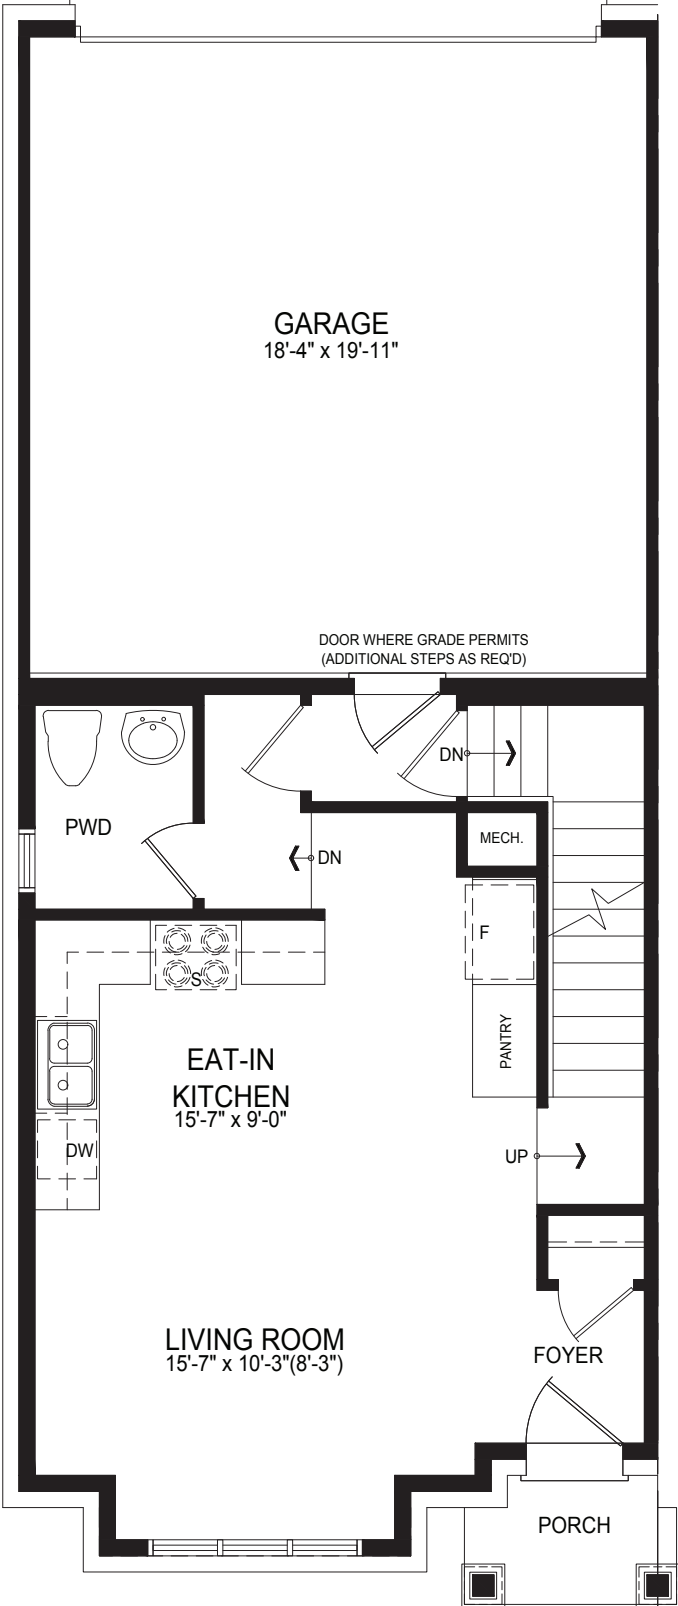 GARAGE
18'-4" x 19'-11"
DOOR WHERE GRADE PERMITS
(ADDITIONAL STEPS AS REQ'D)
DN
PWD
DN
MECH.
F
S
PANTRY
EAT-IN
KITCHEN
15'-7" x 9'-0"
DW
UP
LIVING ROOM
15'-7" x 10'-3"(8'-3")
FOYER
PORCH